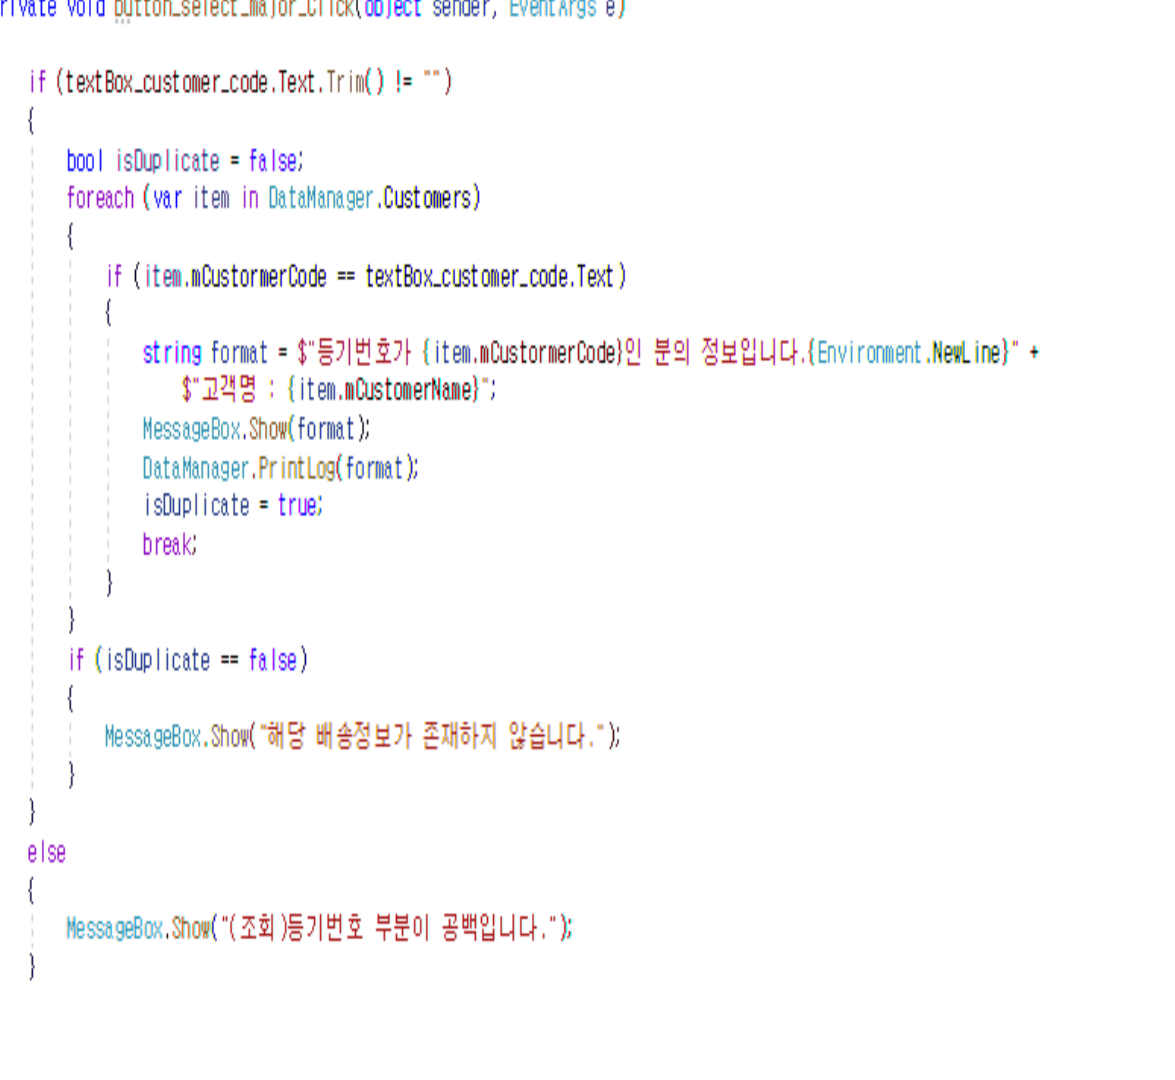 rivate void button_select_major_Click(object sender, EventArgs e)
if (textBox_customer_code.Text.Trim() != "")
{
bool isDuplicate = false;
foreach (var item in DataManager.Customers)
{
if (item.mCustormerCode == textBox_customer_code.Text)
{
string format = $"등기번호가 {item.mCustormerCode}인 분의 정보입니다.{Environment.NewLine}" +
$"고객명 : {item.mCustomerName}";
MessageBox.Show(format);
DataManager.PrintLog(format);
isDuplicate = true;
break;
}
}
if (isDuplicate == false)
{
MessageBox.Show("해당 배송정보가 존재하지 않습니다.");
}
}
else
{
MessageBox.Show("(조회)등기번호 부분이 공백입니다.");
}